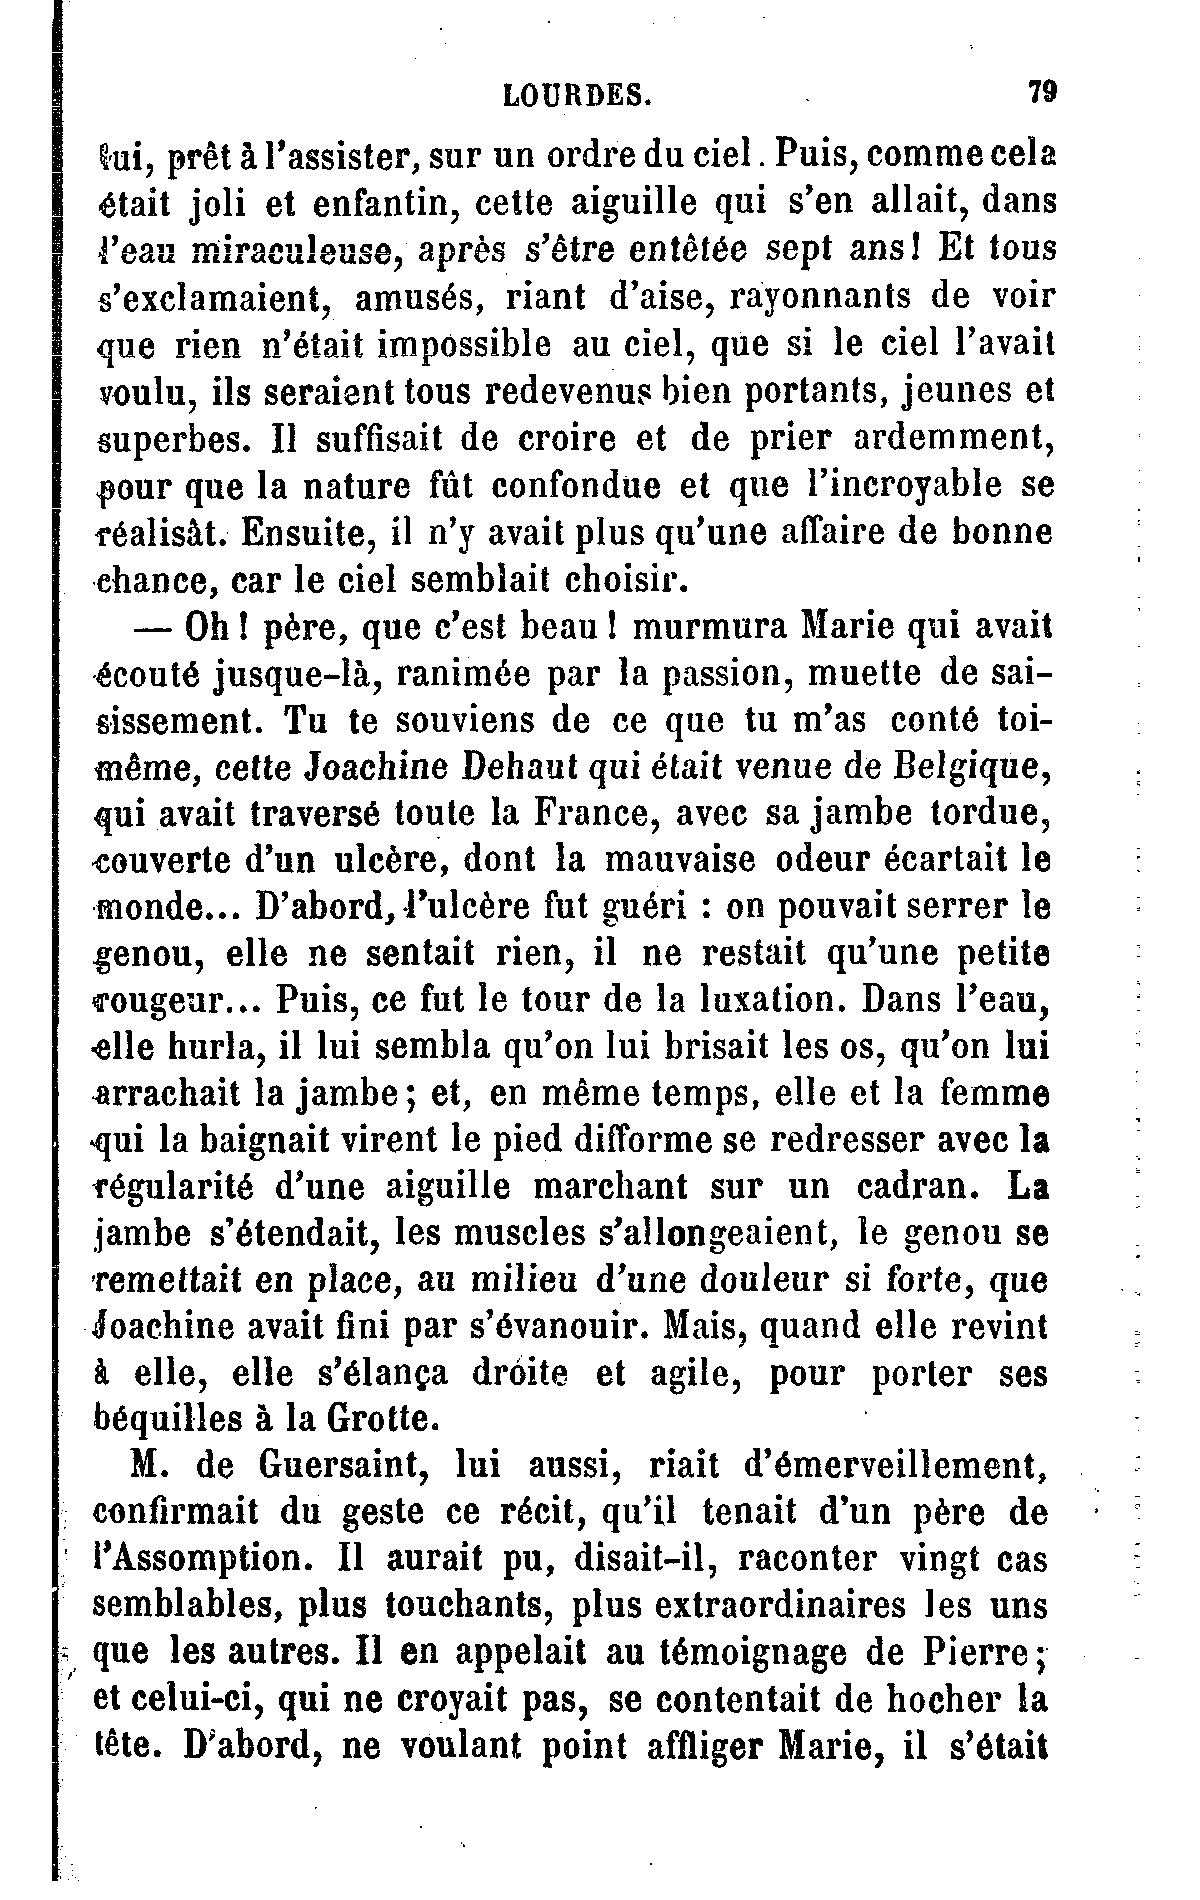 LOURDES. 79
lui, prêt à l'assister, sur un ordre du ciel. Puis, comme cela
était joli et enfantin, cette aiguille qui s'en allait, dans
l'eau miraculeuse, après s'être entêtée sept ans! Et tous
s'exclamaient, amusés, riant d'aise, rayonnants de voir
que rien n'était impossible au ciel, que si le ciel l'avait
voulu, ils seraient tous redevenus bien portants, jeunes et
superbes. Il suffisait de croire et de prier ardemment,
pour que la nature fût confondue et que l'incroyable se
réalisât. Ensuite, il n'y avait plus qu'une affaire de bonne
chance, car le ciel semblait choisir.
— Oh! père, que c'est beau! murmura Marie qui avait
écouté jusque-là, ranimée par la passion, muette de sai-
sissement. Tu te souviens de ce que tu m'as conté toi-
même, cette Joachine Dehaut qui était venue de Belgique,
qui avait traversé toute la France, avec sa jambe tordue,
couverte d'un ulcère, dont la mauvaise odeur écartait le
monde... D'abord, l'ulcère fut guéri : on pouvait serrer le
genou, elle ne sentait rien, il ne restait qu'une petite
rougeur... Puis, ce fut le tour de la luxation. Dans l'eau,
elle hurla, il lui sembla qu'on lui brisait les os, qu'on lui
arrachait la jambe; et, en même temps, elle et la femme
qui la baignait virent le pied difforme se redresser avec la
régularité d'une aiguille marchant sur un cadran. La
jambe s'étendait, les muscles s'allongeaient, le genou se
remettait en place, au milieu d'une douleur si forte, que
Joachine avait fini par s'évanouir. Mais, quand elle revint
à elle, elle s'élança droite et agile, pour porter ses
béquilles à la Grotte.
M. de Guersaint, lui aussi, riait d'émerveillement,
confirmait du geste ce récit, qu'il tenait d'un père de
l'Assomption. Il aurait pu, disait-il, raconter vingt cas
semblables, plus touchants, plus extraordinaires les uns
que les autres. Il en appelait au témoignage de Pierre;
et celui-ci, qui ne croyait pas, se contentait de hocher la
tête. D'abord, ne voulant point affliger Marie, il s'était